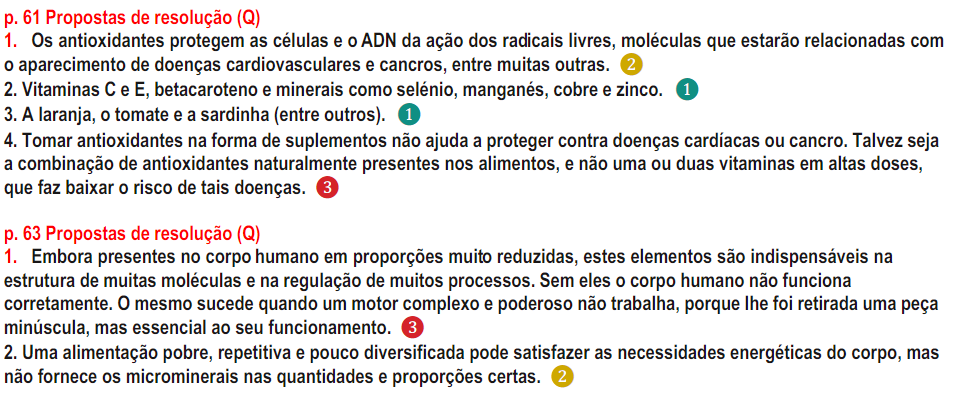 p. 61 Propostas de resolução (Q)
1. Os antioxidantes protegem as células e o ADN da ação dos radicais livres, moléculas que estarão relacionadas com
o aparecimento de doenças cardiovasculares e cancros, entre muitas outras. 2
2. Vitaminas C e E, betacaroteno e minerais como selénio, manganés, cobre e zinco. 1
3. A laranja, o tomate e a sardinha (entre outros). 1
4. Tomar antioxidantes na forma de suplementos não ajuda a proteger contra doenças cardíacas ou cancro. Talvez seja
a combinação de antioxidantes naturalmente presentes nos alimentos, e não uma ou duas vitaminas em altas doses,
que faz baixar o risco de tais doenças. 3
p. 63 Propostas de resolução (Q)
1. Embora presentes no corpo humano em proporções muito reduzidas, estes elementos são indispensáveis na
estrutura de muitas moléculas e na regulação de muitos processos. Sem eles o corpo humano não funciona
corretamente. O mesmo sucede quando um motor complexo e poderoso não trabalha, porque lhe foi retirada uma peça
minúscula, mas essencial ao seu funcionamento. 3
2. Uma alimentação pobre, repetitiva e pouco diversificada pode satisfazer as necessidades energéticas do corpo, mas
não fornece os microminerais nas quantidades e proporções certas. 2